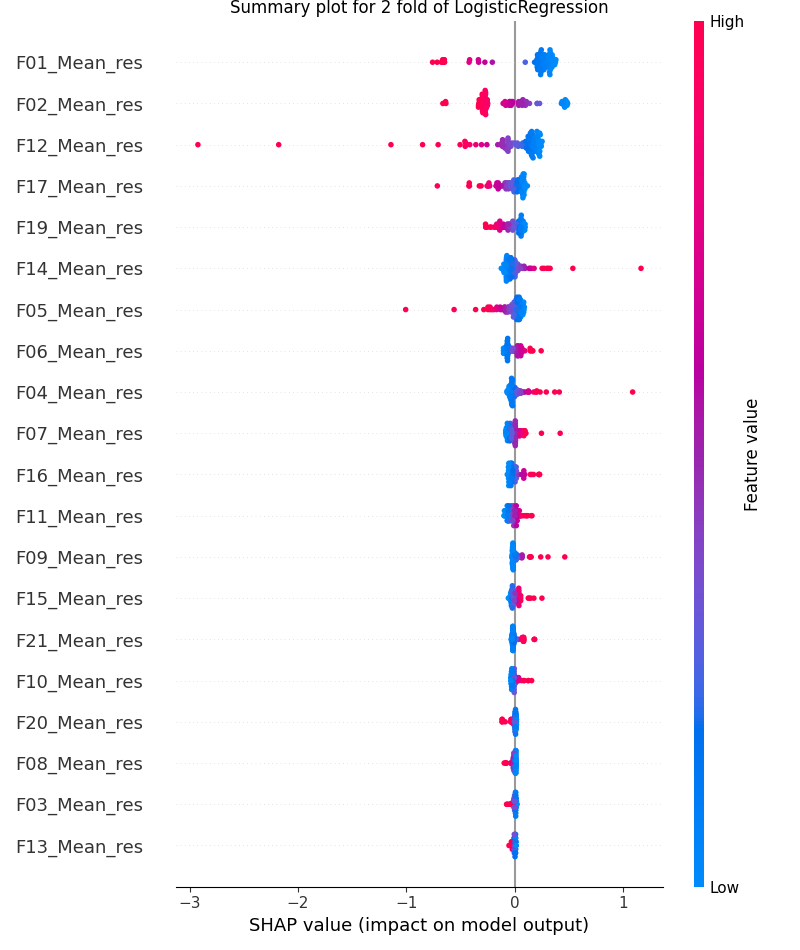 Summary plot for 2 fold of LogisticRegression
High
F01_Mean_res
F02_Mean_res
F12_Mean_res
F17_Mean_res
F19_Mean_res
F14_Mean_res
F05_Mean_res
F06_Mean_res
F04_Mean_res
F07_Mean_res
F16_Mean_res
F11_Mean_res
F09_Mean_res
F15_Mean_res
F21_Mean_res
F10_Mean_res
F20_Mean_res
F08_Mean_res
F03_Mean_res
F13_Mean_res
Feature value
Low
−3 −2 −1 0 1
SHAP value (impact on model output)